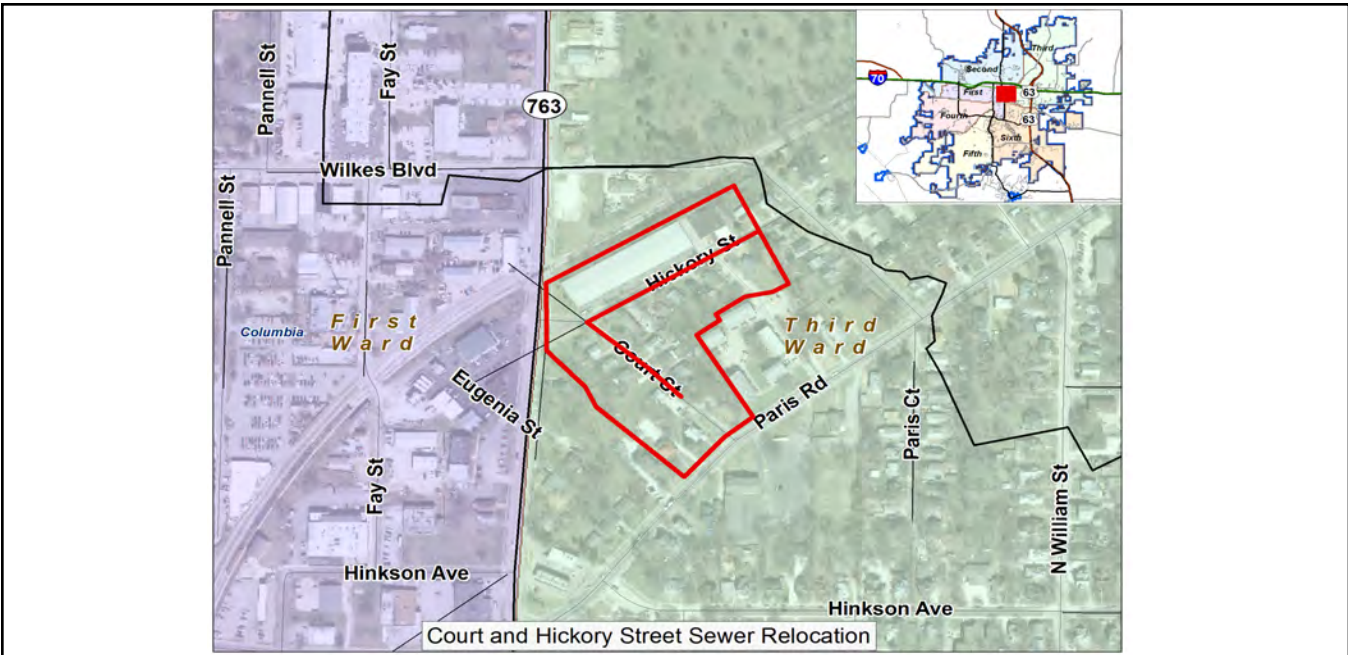 Pannell St
Fay St
763
Wilkes Blvd
Pannell St
Hickory St
Columbia
First
Ward
Third
Ward
Court St
Eugenia St
Paris Rd
Paris Ct
Fay St
N William St
Hinkson Ave
Hinkson Ave
Court and Hickory Street Sewer Relocation
Third
Second
70
First
63
Fourth
63
Sixth
Fifth